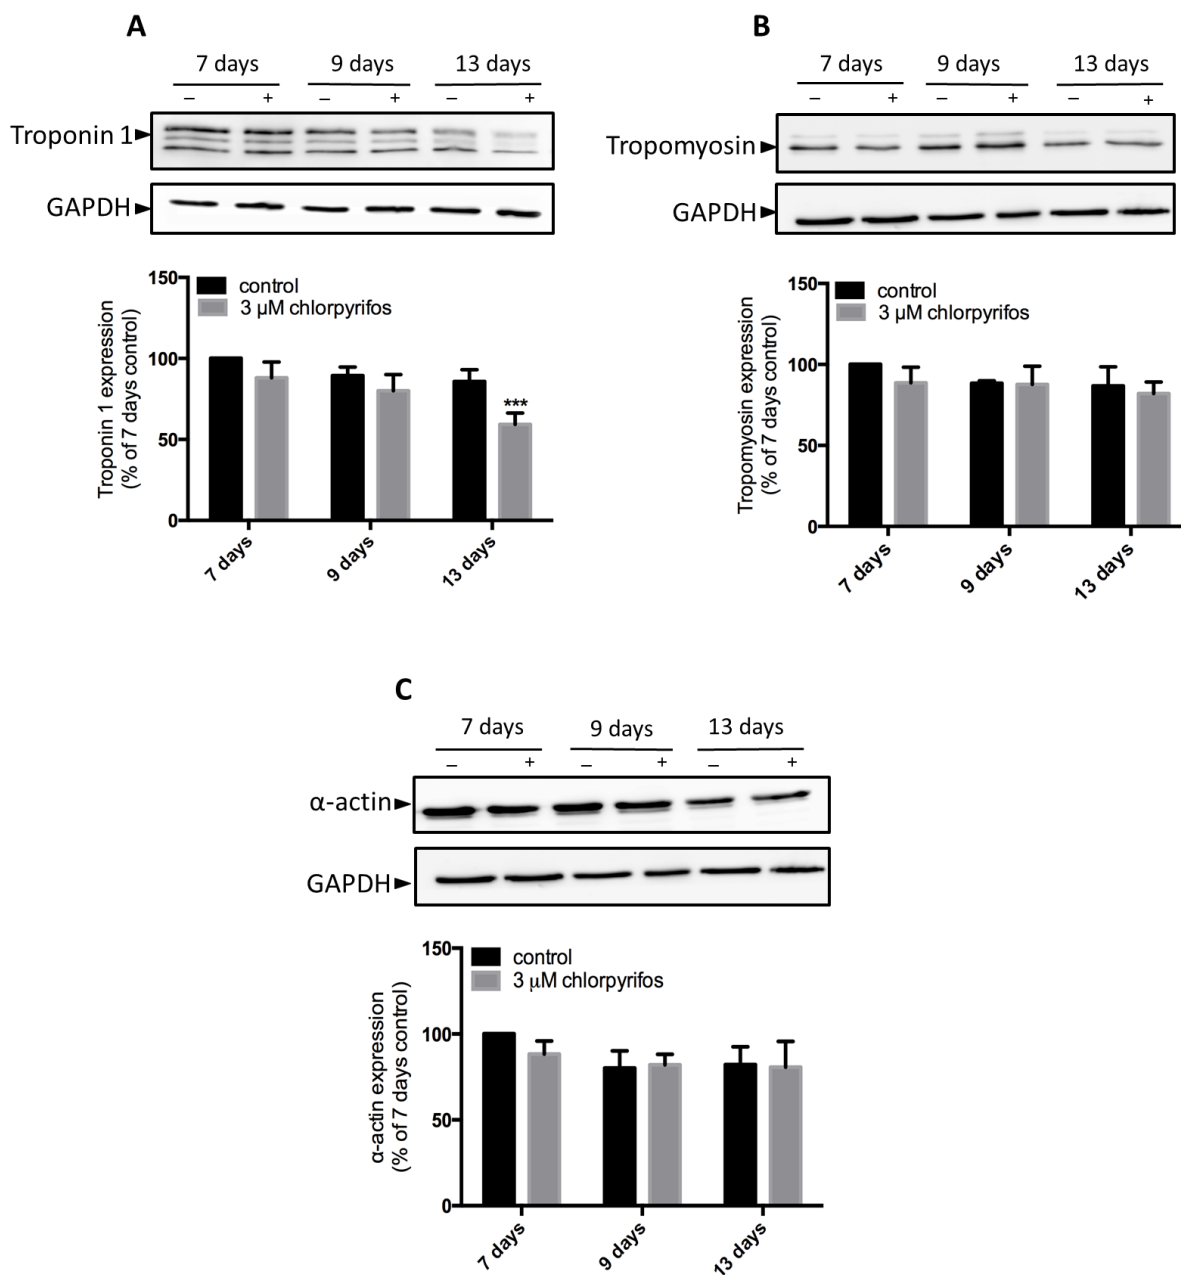 A
7 days 9 days 13 days
– + – + – +
Troponin 1
GAPDH
150
100
50
0
Troponin 1 expression
(% of 7 days control)
control
3 µM chlorpyrifos
***
7 days 9 days 13 days
B
7 days 9 days 13 days
– + – + – +
Tropomyosin
GAPDH
150
100
50
0
Tropomyosin expression
(% of 7 days control)
control
3 µM chlorpyrifos
7 days 9 days 13 days
C
7 days 9 days 13 days
– + – + – +
α-actin
GAPDH
150
100
50
0
α-actin expression
(% of 7 days control)
control
3 µM chlorpyrifos
7 days 9 days 13 days